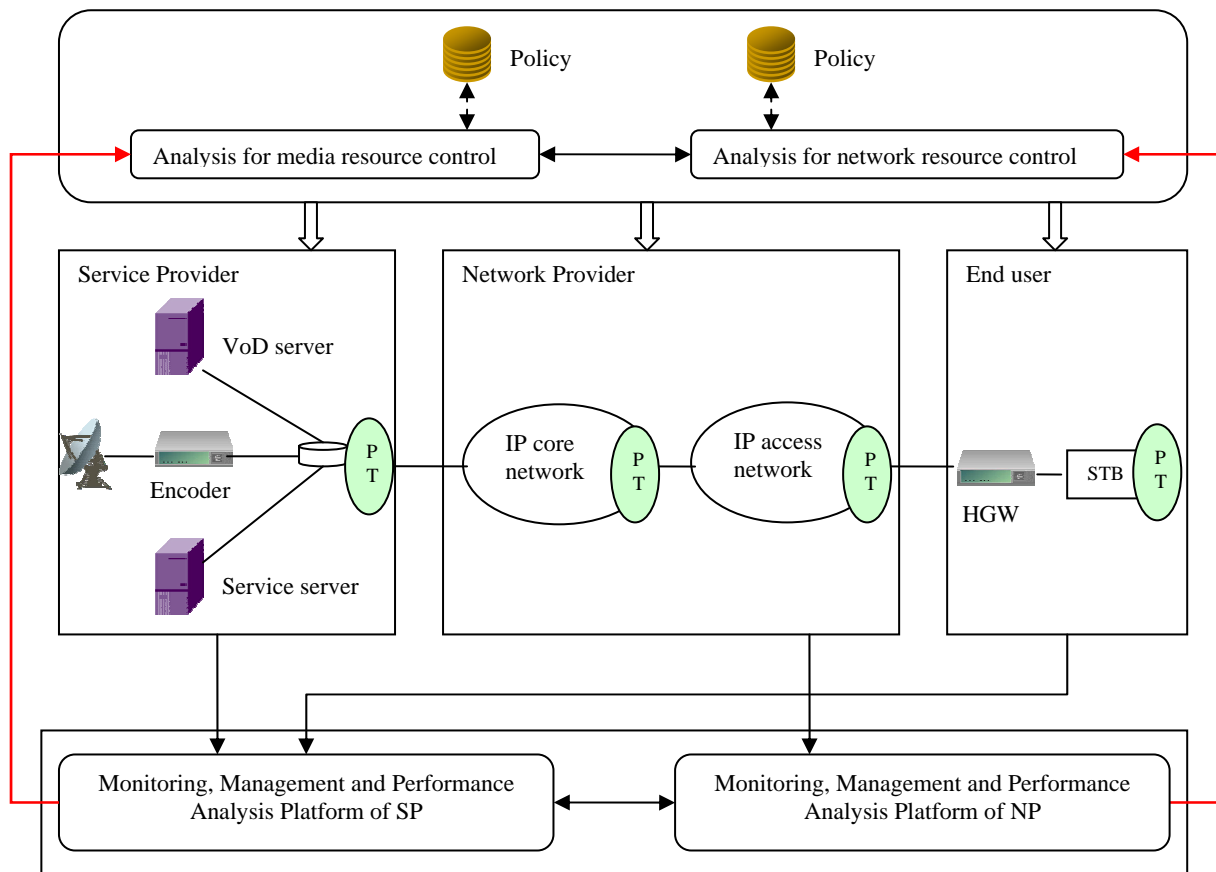 Policy
Policy
Analysis for media resource control
Analysis for network resource control
Service Provider
Network Provider
End user
VoD server
Encoder
Service server
P
T
IP core
network
P
T
IP access
network
P
T
HGW
STB
P
T
Monitoring, Management and Performance
Analysis Platform of SP
Monitoring, Management and Performance
Analysis Platform of NP